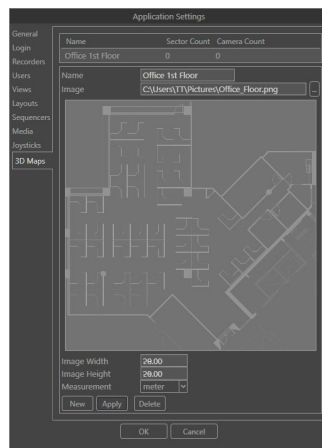 Application Settings
General
Login
Recorders
Users
Views
Layouts
Sequencers
Media
Joysticks
3D Maps
Name Sector Count Camera Count
Office 1st Floor 0 0
Name Office 1st Floor
Image C:\Users\TT\Pictures\Office_Floor.png ...
Image Width 20.00
Image Height 20.00
Measurement meter
New Apply Delete
OK Cancel